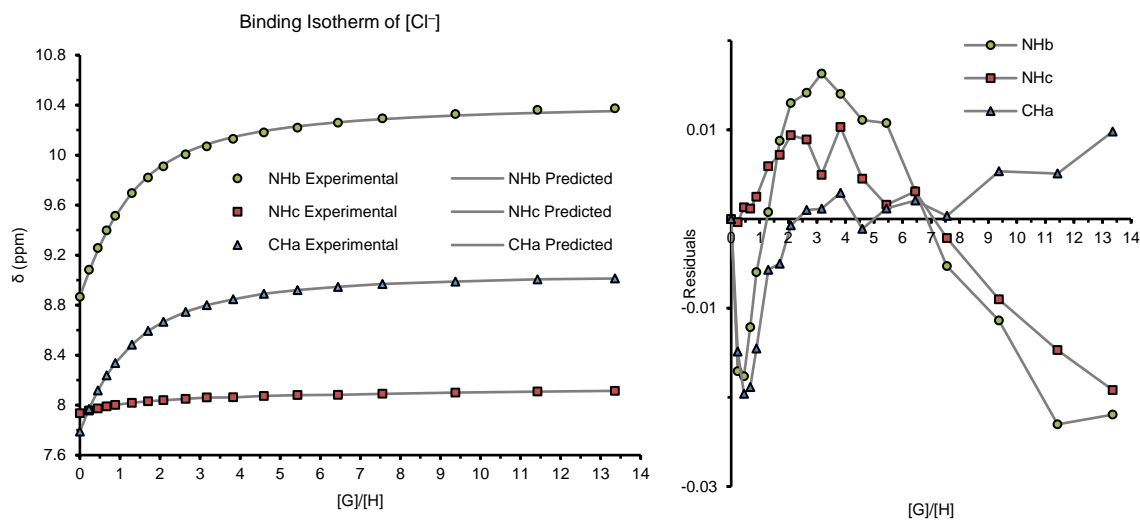 Binding Isotherm of [Cl⁻]
10.8
10.4
10
9.6
9.2
8.8
8.4
8
7.6
δ (ppm)
NHb Experimental
NHb Predicted
NHc Experimental
NHc Predicted
CHa Experimental
CHa Predicted
0 1 2 3 4 5 6 7 8 9 10 11 12 13 14
[G]/[H]
NHb
NHc
CHa
0.01
-0.01
-0.03
Residuals
0 1 2 3 4 5 6 7 8 9 10 11 12 13 14
[G]/[H]